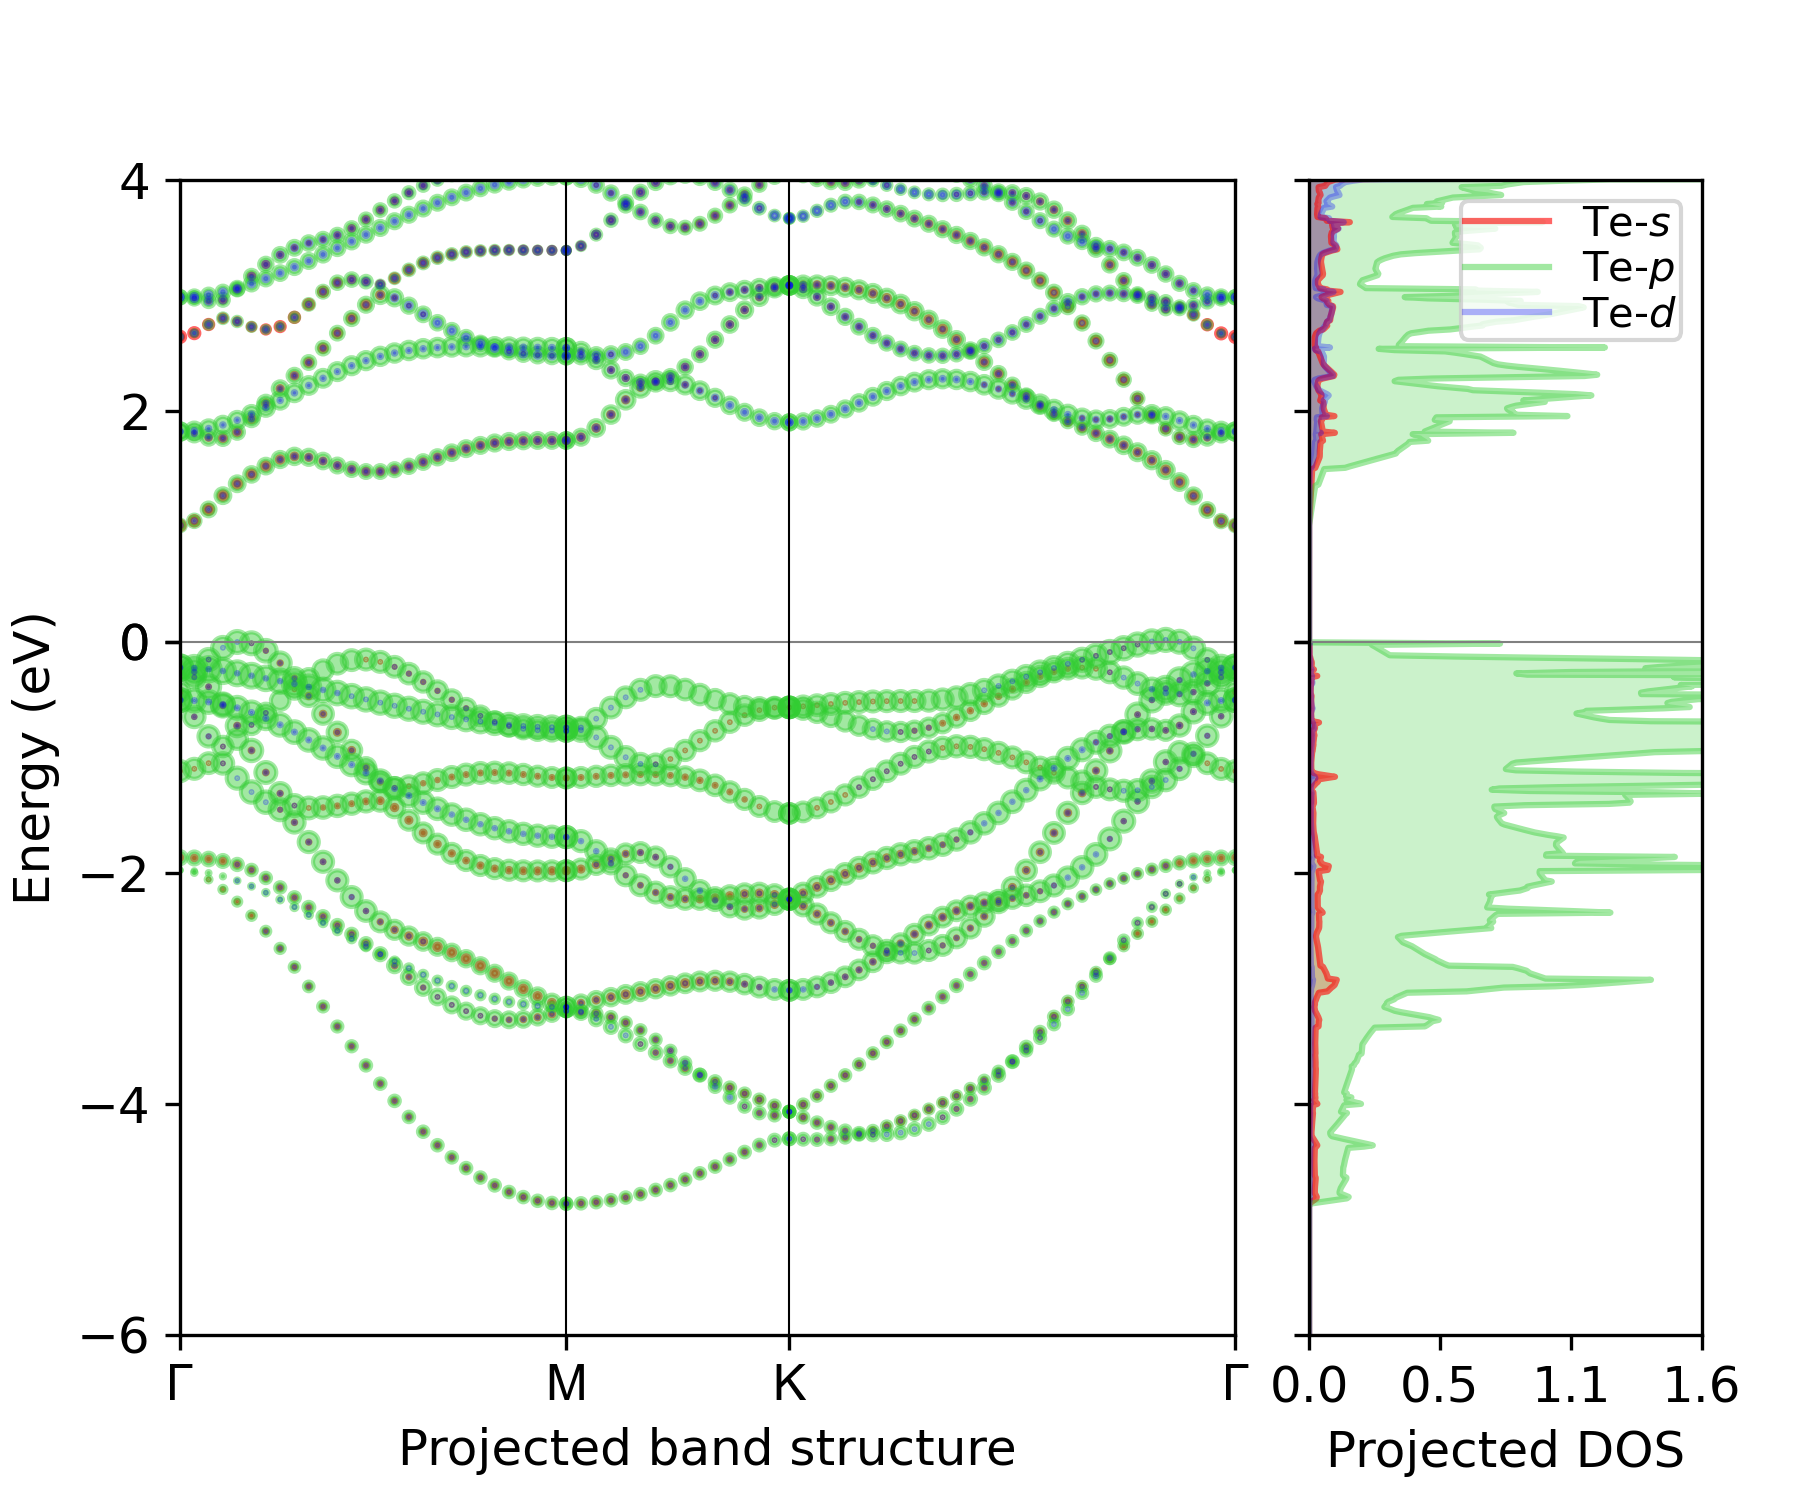 4
2
0
−2
−4
−6
Energy (eV)
Γ
M
K
Γ
Projected band structure
Te-s
Te-p
Te-d
0.0
0.5
1.1
1.6
Projected DOS